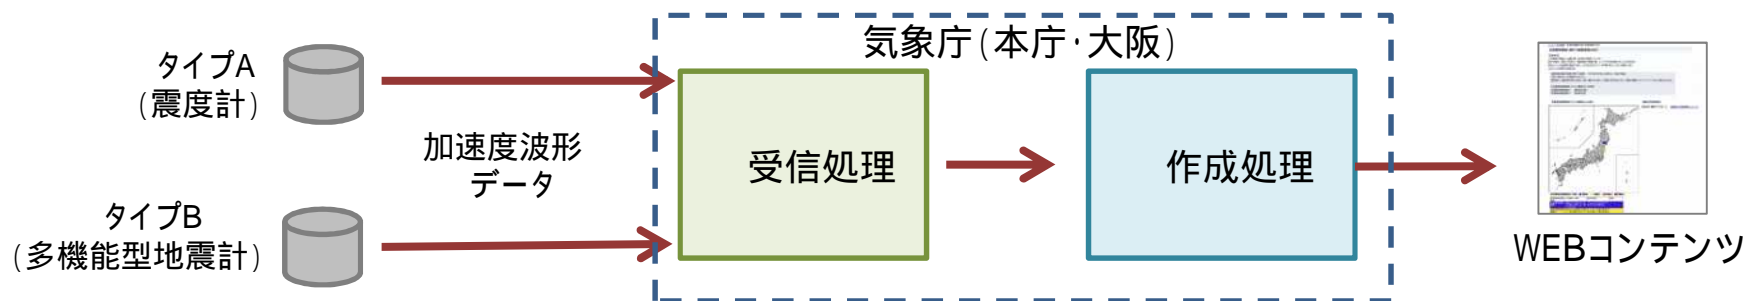 気象庁(本庁・大阪)
タイプA
(震度計)
加速度波形
データ
受信処理
作成処理
タイプB
(多機能型地震計)
WEBコンテンツ